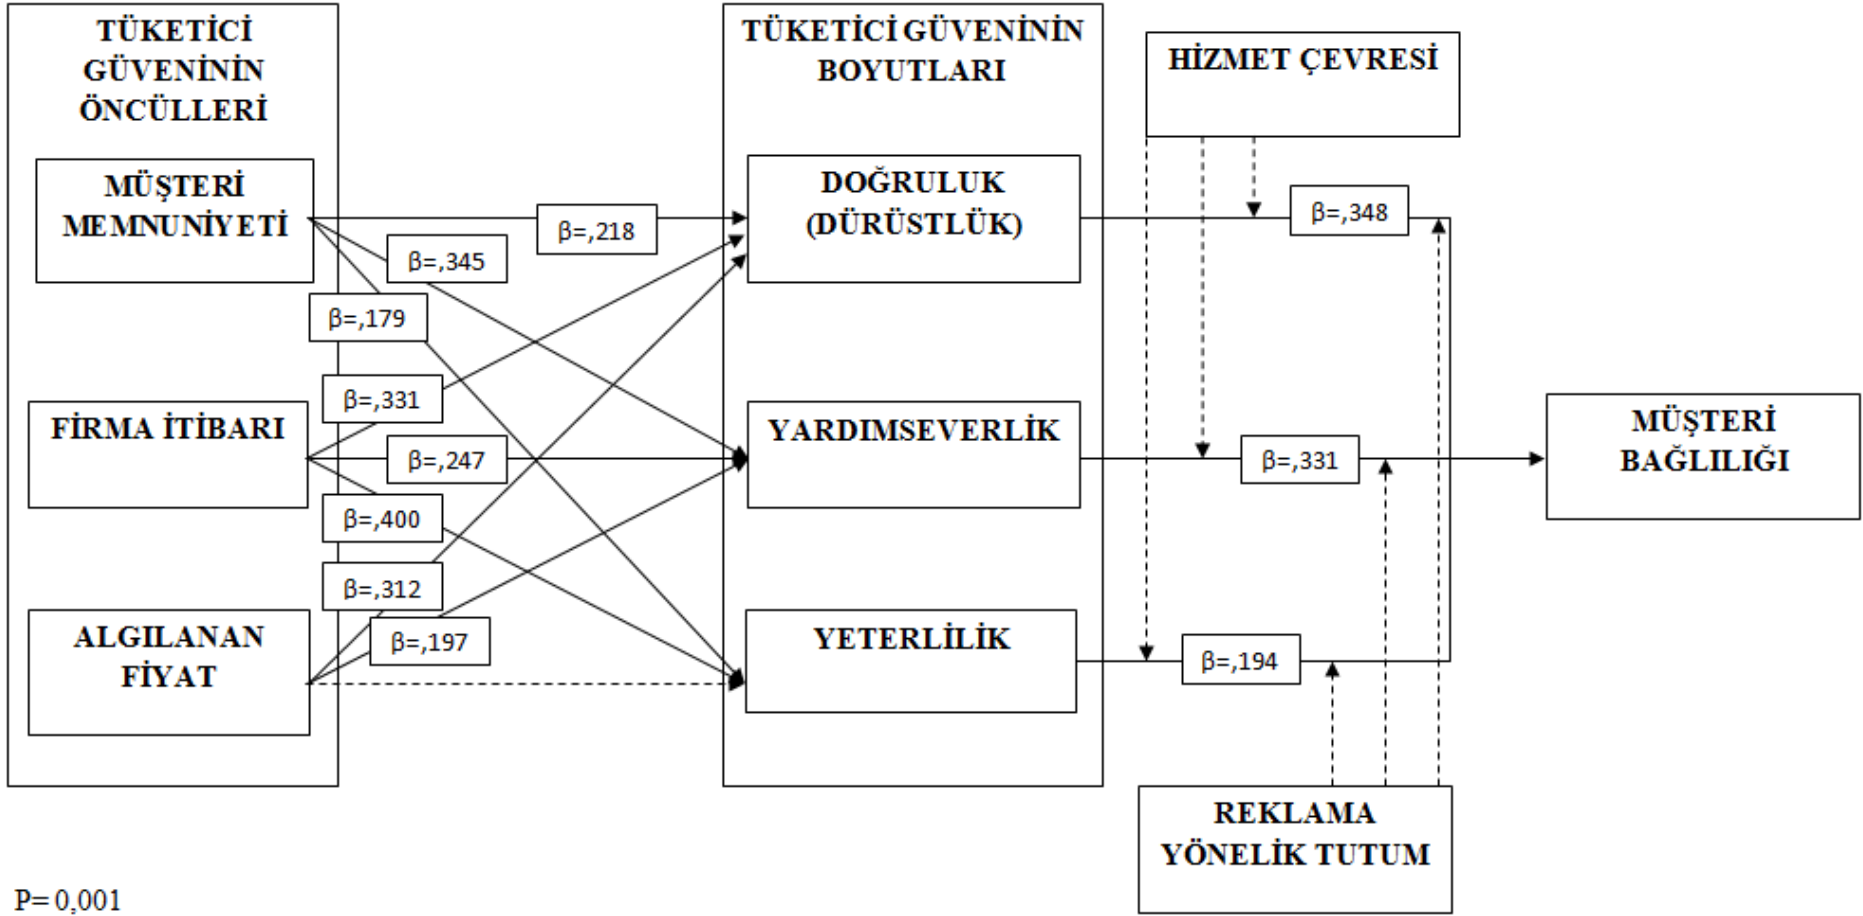 TÜKETİCİ
GÜVENİNİN
ÖNCÜLLERİ
MÜŞTERİ
MEMNUNİYETİ
FİRMA İTİBARI
ALGILANAN
FİYAT
β=,218
β=,345
β=,179
β=,331
β=,247
β=,400
β=,312
β=,197
TÜKETİCİ GÜVENİNİN
BOYUTLARI
DOĞRULUK
(DÜRÜSTLÜK)
YARDIMSEVERLİK
YETERLİLİK
HİZMET ÇEVRESİ
β=,348
β=,331
β=,194
MÜŞTERİ
BAĞLILIĞI
REKLAMA
YÖNELİK TUTUM
P= 0,001